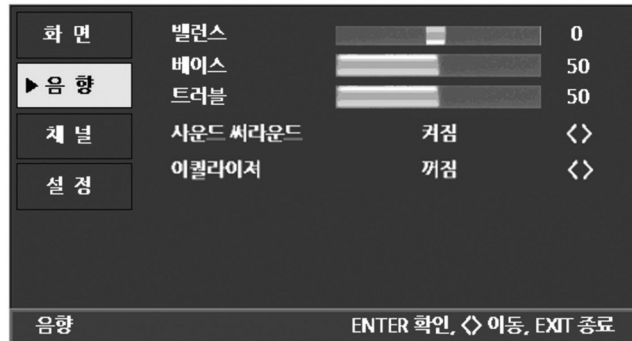 화 면
▶음 향
채 널
설 정
밸런스 0
베이스 50
트러블 50
사운드 써라운드 켜짐 <>
이퀄라이져 꺼짐 <>
음향 ENTER 확인, <> 이동, EXIT 종료